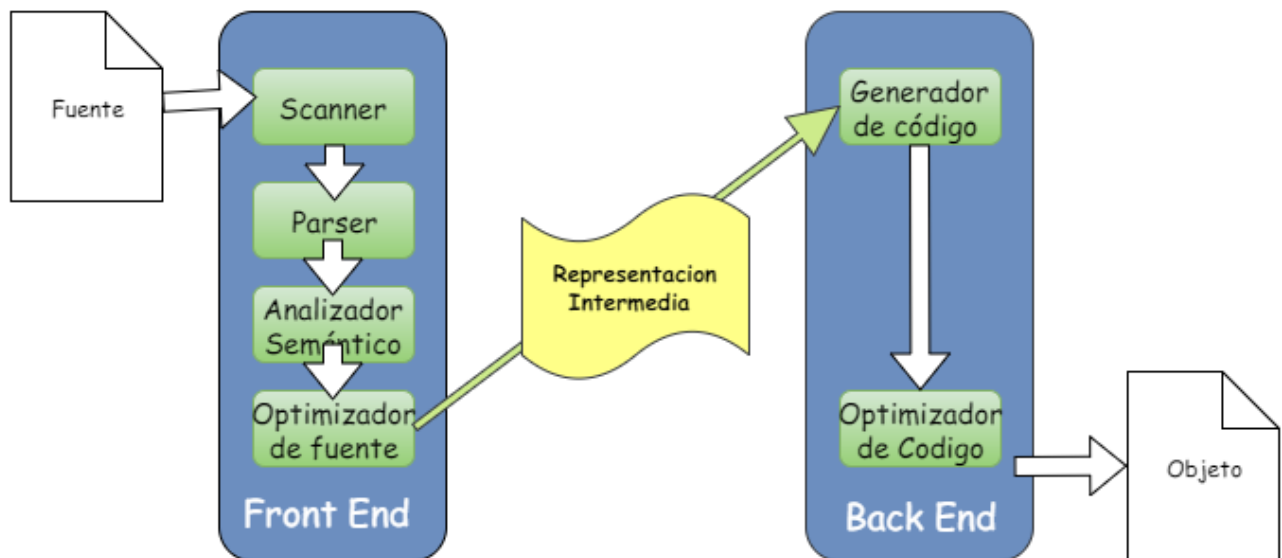 Fuente
Scanner
Parser
Analizador
Semántico
Optimizador
de fuente
Front End
Representacion
Intermedia
Generador
de código
Optimizador
de Codigo
Back End
Objeto